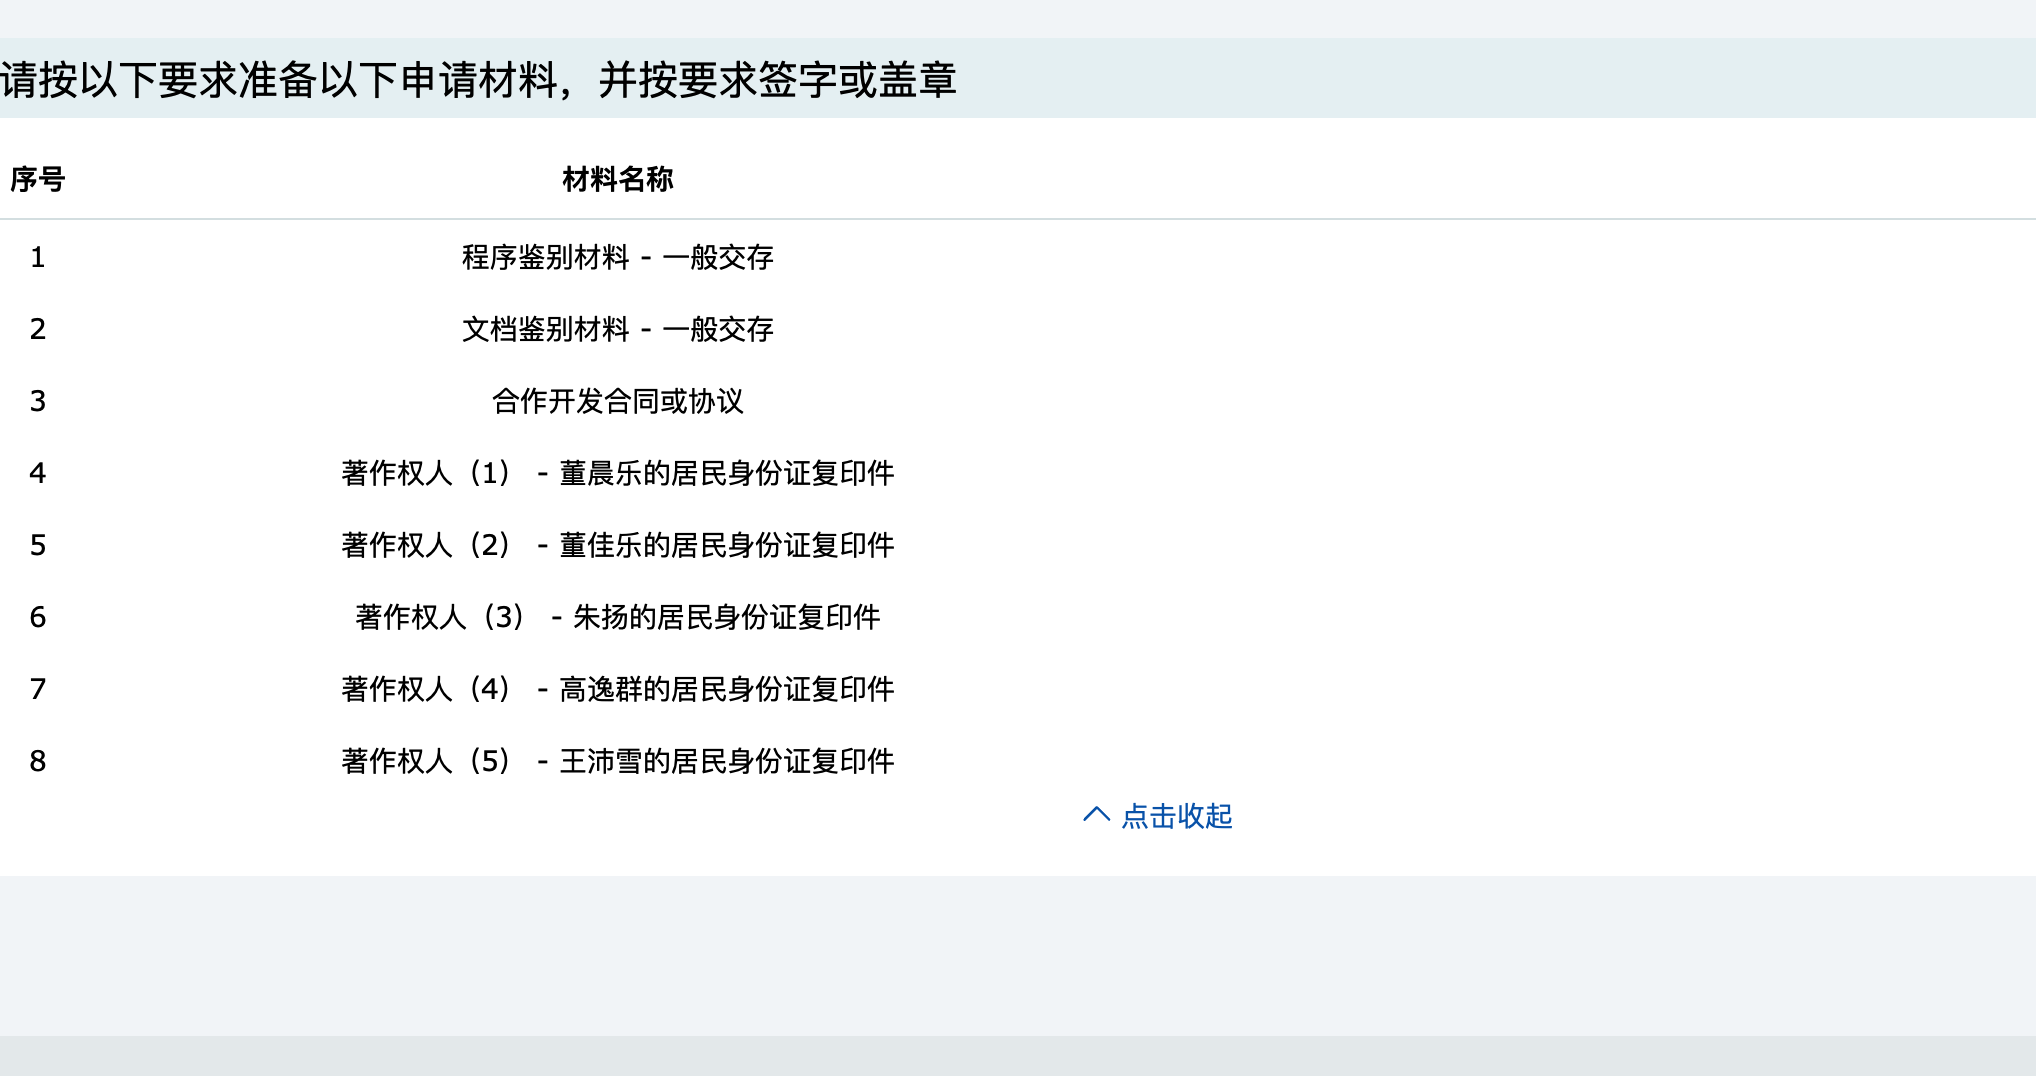 请按以下要求准备以下申请材料，并按要求签字或盖章
序号 材料名称
1 程序鉴别材料 - 一般交存
2 文档鉴别材料 - 一般交存
3 合作开发合同或协议
4 著作权人（1） - 董晨乐的居民身份证复印件
5 著作权人（2） - 董佳乐的居民身份证复印件
6 著作权人（3） - 朱扬的居民身份证复印件
7 著作权人（4） - 高逸群的居民身份证复印件
8 著作权人（5） - 王沛雪的居民身份证复印件
点击收起